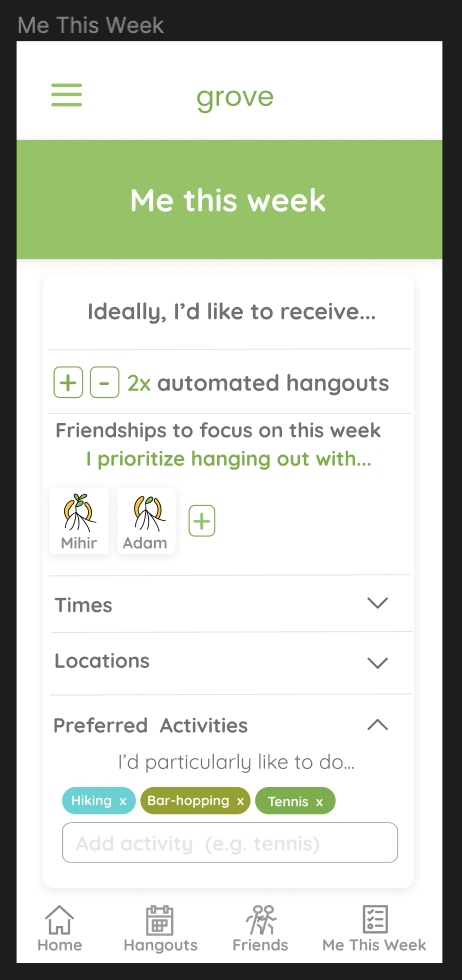 Me This Week
grove
Me this week
Ideally, I’d like to receive...
+ - 2x automated hangouts
Friendships to focus on this week
I prioritize hanging out with...
Mihir Adam +
Times
Locations
Preferred Activities
I’d particularly like to do...
Hiking x Bar-hopping x Tennis x
Add activity (e.g. tennis)
Home Hangouts Friends Me This Week